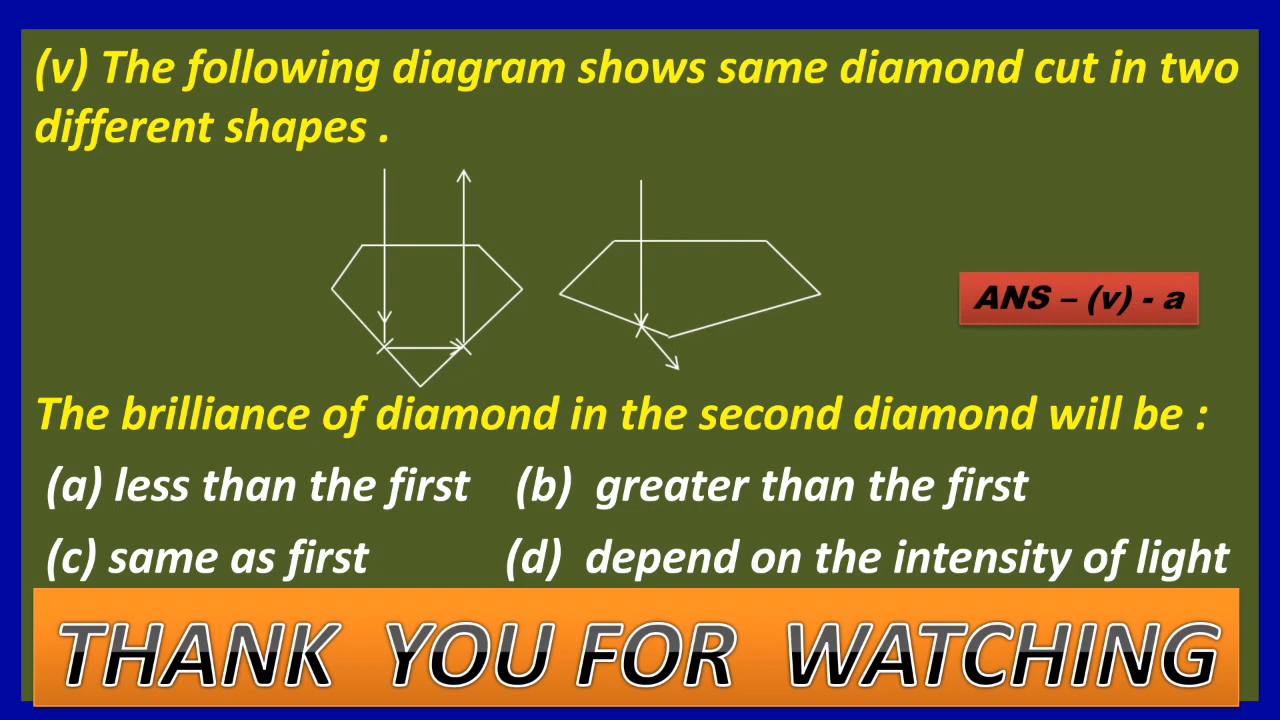 (v) The following diagram shows same diamond cut in two
different shapes .
ANS – (v) - a
The brilliance of diamond in the second diamond will be :
(a) less than the first (b) greater than the first
(c) same as first (d) depend on the intensity of light
THANK YOU FOR WATCHING